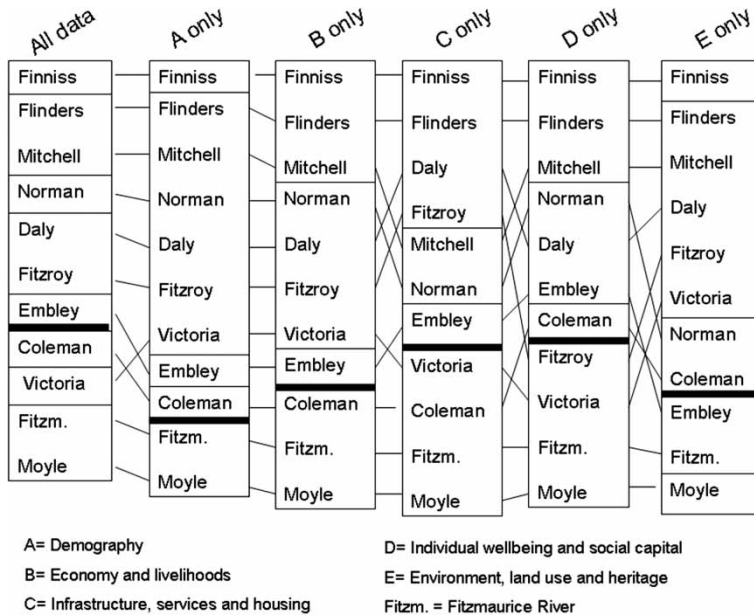 All data
A only
B only
C only
D only
E only
Finniss
Flinders
Mitchell
Norman
Daly
Fitzroy
Embley
Coleman
Victoria
Fitzm.
Moyle
Finniss
Flinders
Mitchell
Norman
Daly
Fitzroy
Victoria
Embley
Coleman
Fitzm.
Moyle
Finniss
Flinders
Mitchell
Norman
Daly
Fitzroy
Victoria
Embley
Coleman
Fitzm.
Moyle
Finniss
Flinders
Daly
Fitzroy
Mitchell
Norman
Embley
Victoria
Coleman
Fitzm.
Moyle
Finniss
Flinders
Mitchell
Norman
Daly
Embley
Coleman
Fitzroy
Victoria
Fitzm.
Moyle
Finniss
Flinders
Mitchell
Daly
Fitzroy
Victoria
Norman
Coleman
Embley
Fitzm.
Moyle
A= Demography
B= Economy and livelihoods
C= Infrastructure, services and housing
D= Individual wellbeing and social capital
E= Environment, land use and heritage
Fitzm. = Fitzmaurice River